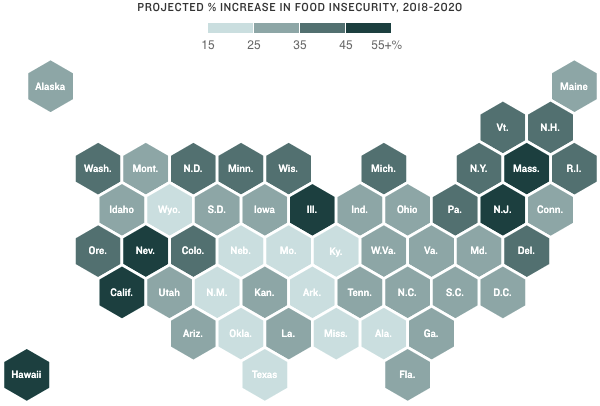 PROJECTED % INCREASE IN FOOD INSECURITY, 2018-2020
15 25 35 45 55+%
Alaska Maine
Vt. N.H.
Wash. Mont. N.D. Minn. Wis. Mich. N.Y. Mass. R.I.
Idaho Wyo. S.D. Iowa Ill. Ind. Ohio Pa. N.J. Conn.
Ore. Nev. Colo. Neb. Mo. Ky. W.Va. Va. Md. Del.
Calif. Utah N.M. Kan. Ark. Tenn. N.C. S.C. D.C.
Ariz. Okla. La. Miss. Ala. Ga.
Hawaii Texas Fla.